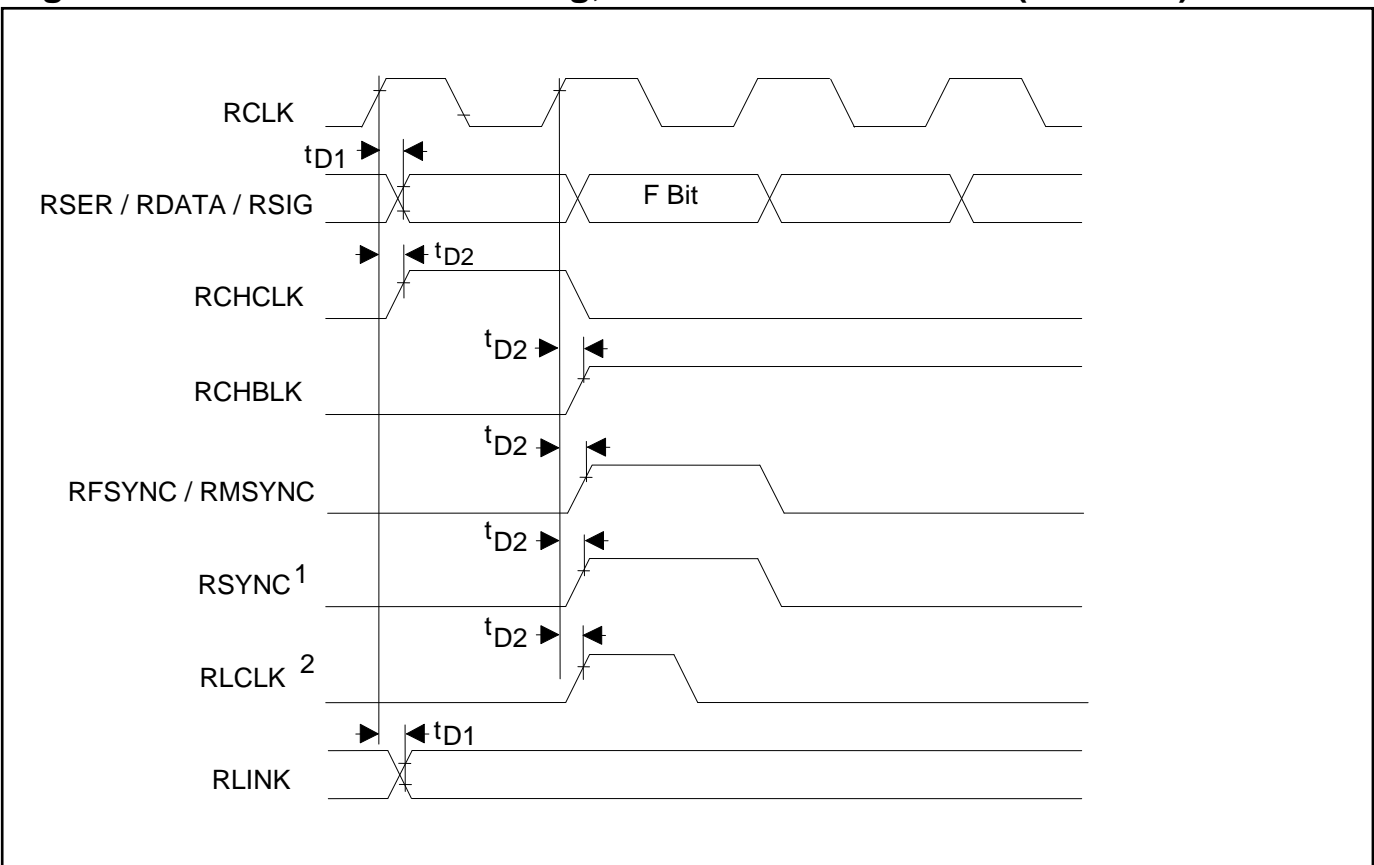 RCLK
tD1
RSER / RDATA / RSIG
F Bit
tD2
RCHCLK
tD2
RCHBLK
tD2
RFSYNC / RMSYNC
tD2
RSYNC 1
tD2
RLCLK 2
tD1
RLINK